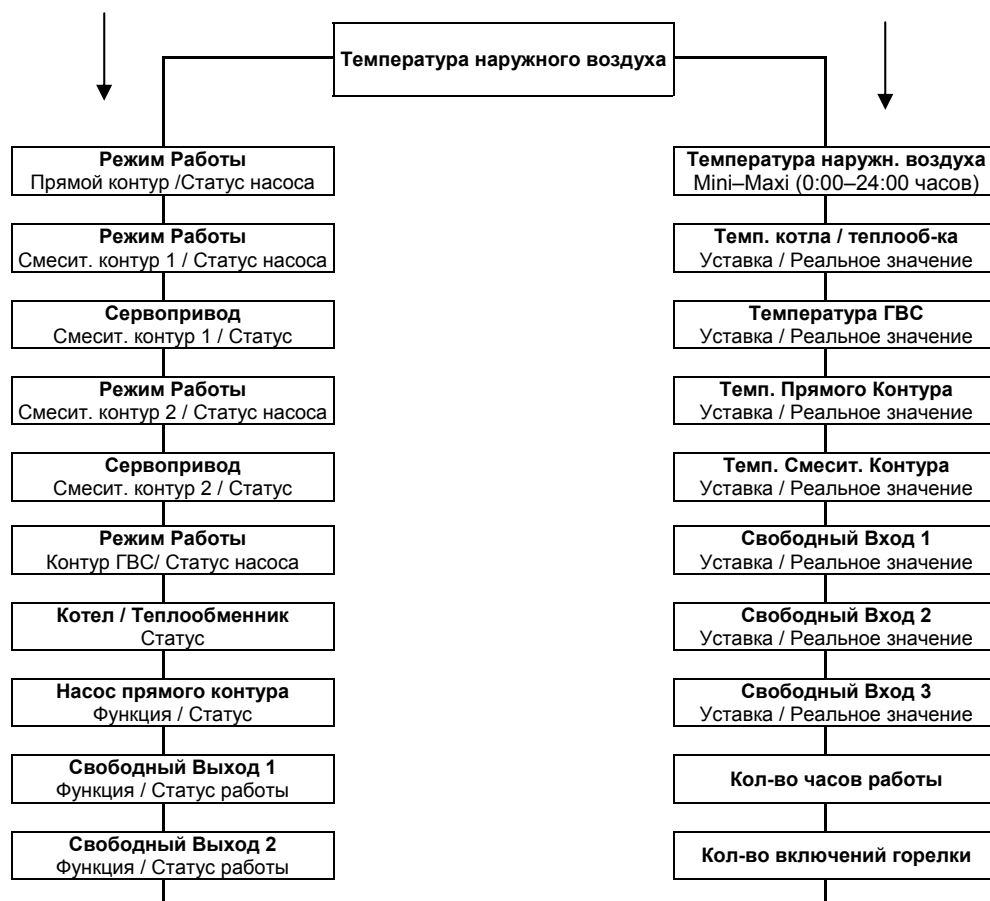 Температура наружного воздуха
Режим Работы
Прямой контур /Статус насоса
Режим Работы
Смесит. контур 1 / Статус насоса
Сервопривод
Смесит. контур 1 / Статус
Режим Работы
Смесит. контур 2 / Статус насоса
Сервопривод
Смесит. контур 2 / Статус
Режим Работы
Контур ГВС/ Статус насоса
Котел / Теплообменник
Статус
Насос прямого контура
Функция / Статус
Свободный Выход 1
Функция / Статус работы
Свободный Выход 2
Функция / Статус работы
Температура наружн. воздуха
Mini–Maxi (0:00–24:00 часов)
Темп. котла / теплооб-ка
Уставка / Реальное значение
Температура ГВС
Уставка / Реальное значение
Темп. Прямого Контура
Уставка / Реальное значение
Темп. Смесит. Контура
Уставка / Реальное значение
Свободный Вход 1
Уставка / Реальное значение
Свободный Вход 2
Уставка / Реальное значение
Свободный Вход 3
Уставка / Реальное значение
Кол-во часов работы
Кол-во включений горелки